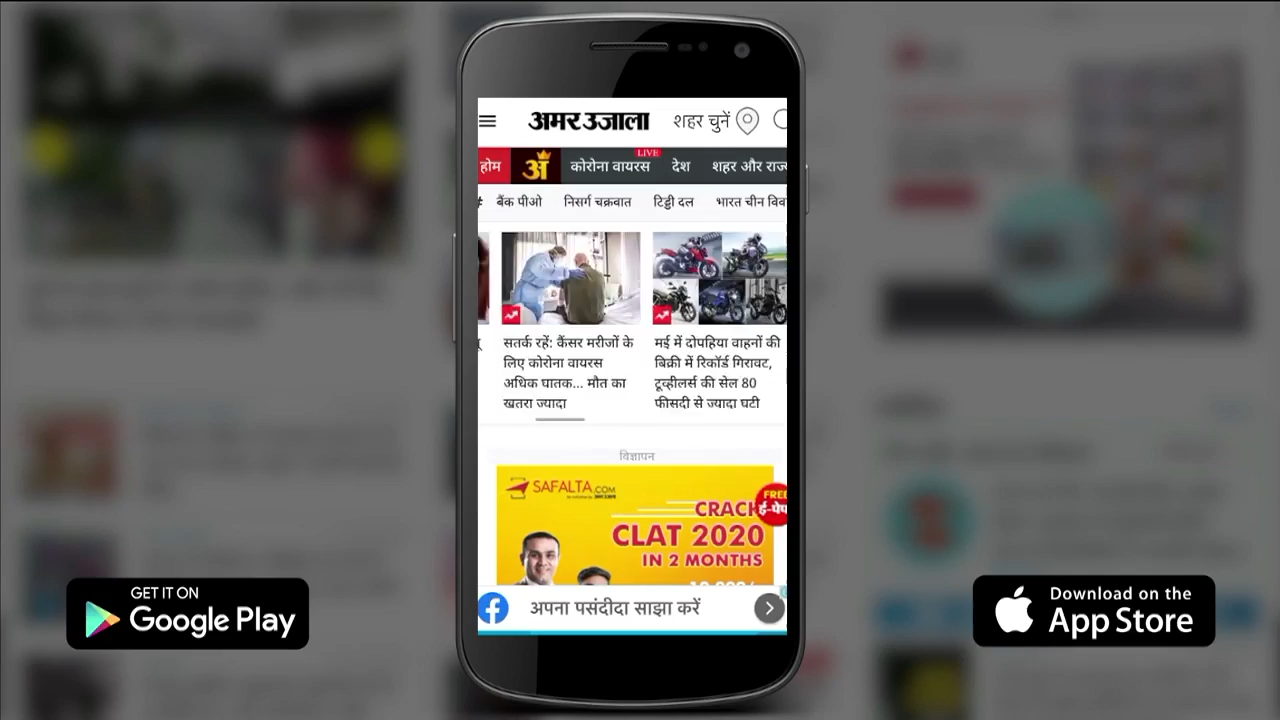 अमर उजाला
शहर चुनें
होम
अ
कोरोना वायरस
LIVE
देश
शहर और
# बैंक पीओ
निसर्ग चक्रवात
टिड्डी दल
भारत चीन
सतर्क रहें: कैंसर मरीजों के
लिए कोरोना वायरस
अधिक घातक... मौत का
खतरा ज्यादा
मई में दोपहिया वाहनों की
बिक्री में रिकॉर्ड गिरावट,
टूव्हीलर्स की सेल 80
फीसदी से ज्यादा घटी
विज्ञापन
SAFALTA.COM
CRACK
FREE
CLAT 2020
IN 2 MONTHS
अपना पसंदीदा साझा करें
GET IT ON
Google Play
Download on the
App Store